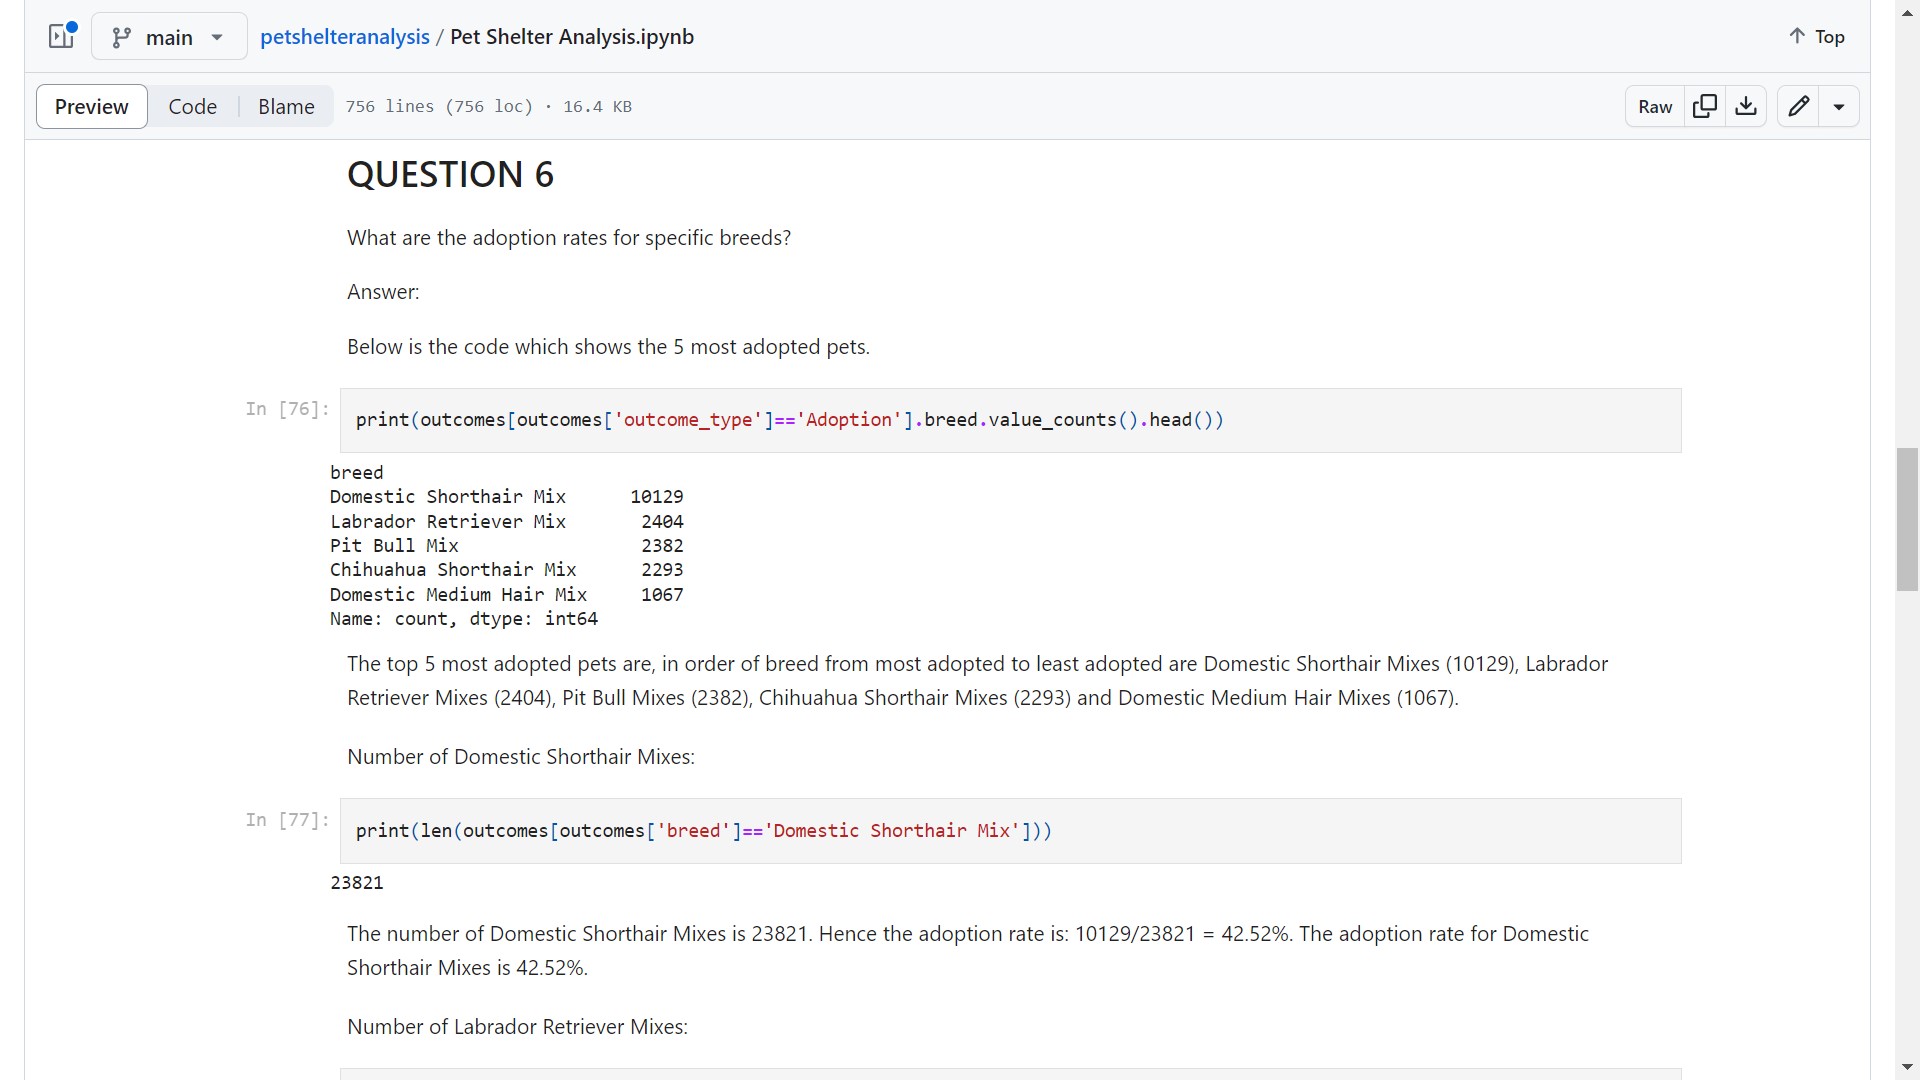 main
petshelteranalysis / Pet Shelter Analysis.ipynb
Top
Preview
Code
Blame
756 lines (756 loc) · 16.4 KB
Raw
QUESTION 6
What are the adoption rates for specific breeds?
Answer:
Below is the code which shows the 5 most adopted pets.
In [76]:
print(outcomes[outcomes['outcome_type']=='Adoption'].breed.value_counts().head())
breed
Domestic Shorthair Mix      10129
Labrador Retriever Mix       2404
Pit Bull Mix                 2382
Chihuahua Shorthair Mix      2293
Domestic Medium Hair Mix     1067
Name: count, dtype: int64
The top 5 most adopted pets are, in order of breed from most adopted to least adopted are Domestic Shorthair Mixes (10129), Labrador
Retriever Mixes (2404), Pit Bull Mixes (2382), Chihuahua Shorthair Mixes (2293) and Domestic Medium Hair Mixes (1067).
Number of Domestic Shorthair Mixes:
In [77]:
print(len(outcomes[outcomes['breed']=='Domestic Shorthair Mix']))
23821
The number of Domestic Shorthair Mixes is 23821. Hence the adoption rate is: 10129/23821 = 42.52%. The adoption rate for Domestic
Shorthair Mixes is 42.52%.
Number of Labrador Retriever Mixes: